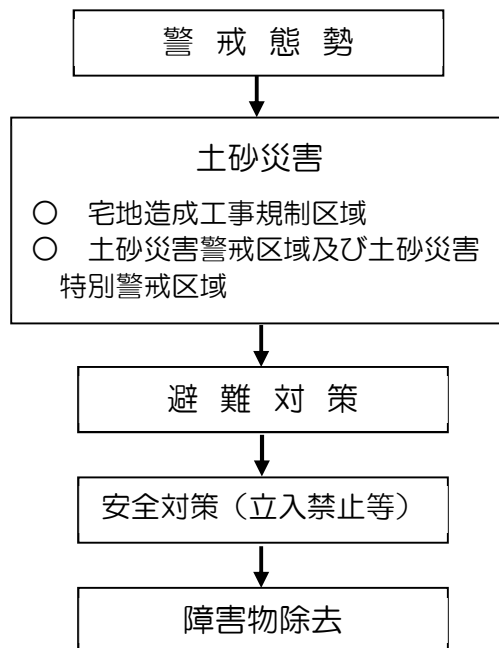 警 戒 態 勢
土砂災害
○ 宅地造成工事規制区域
○ 土砂災害警戒区域及び土砂災害
特別警戒区域
避 難 対 策
安全対策（立入禁止等）
障害物除去